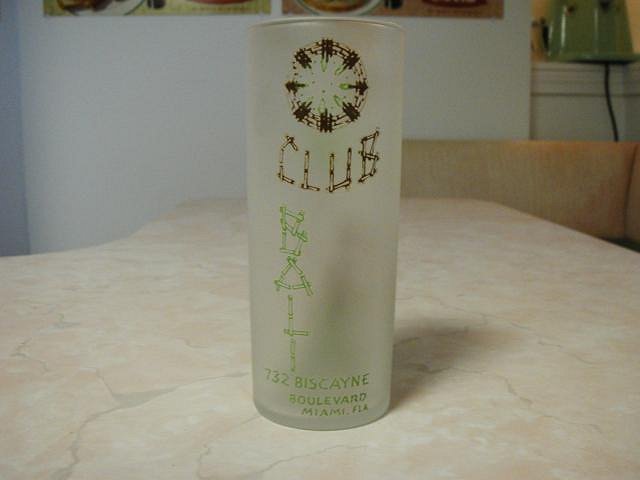 CLUB
BALI
732 BISCAYNE
BOULEVARD
MIAMI, FLA